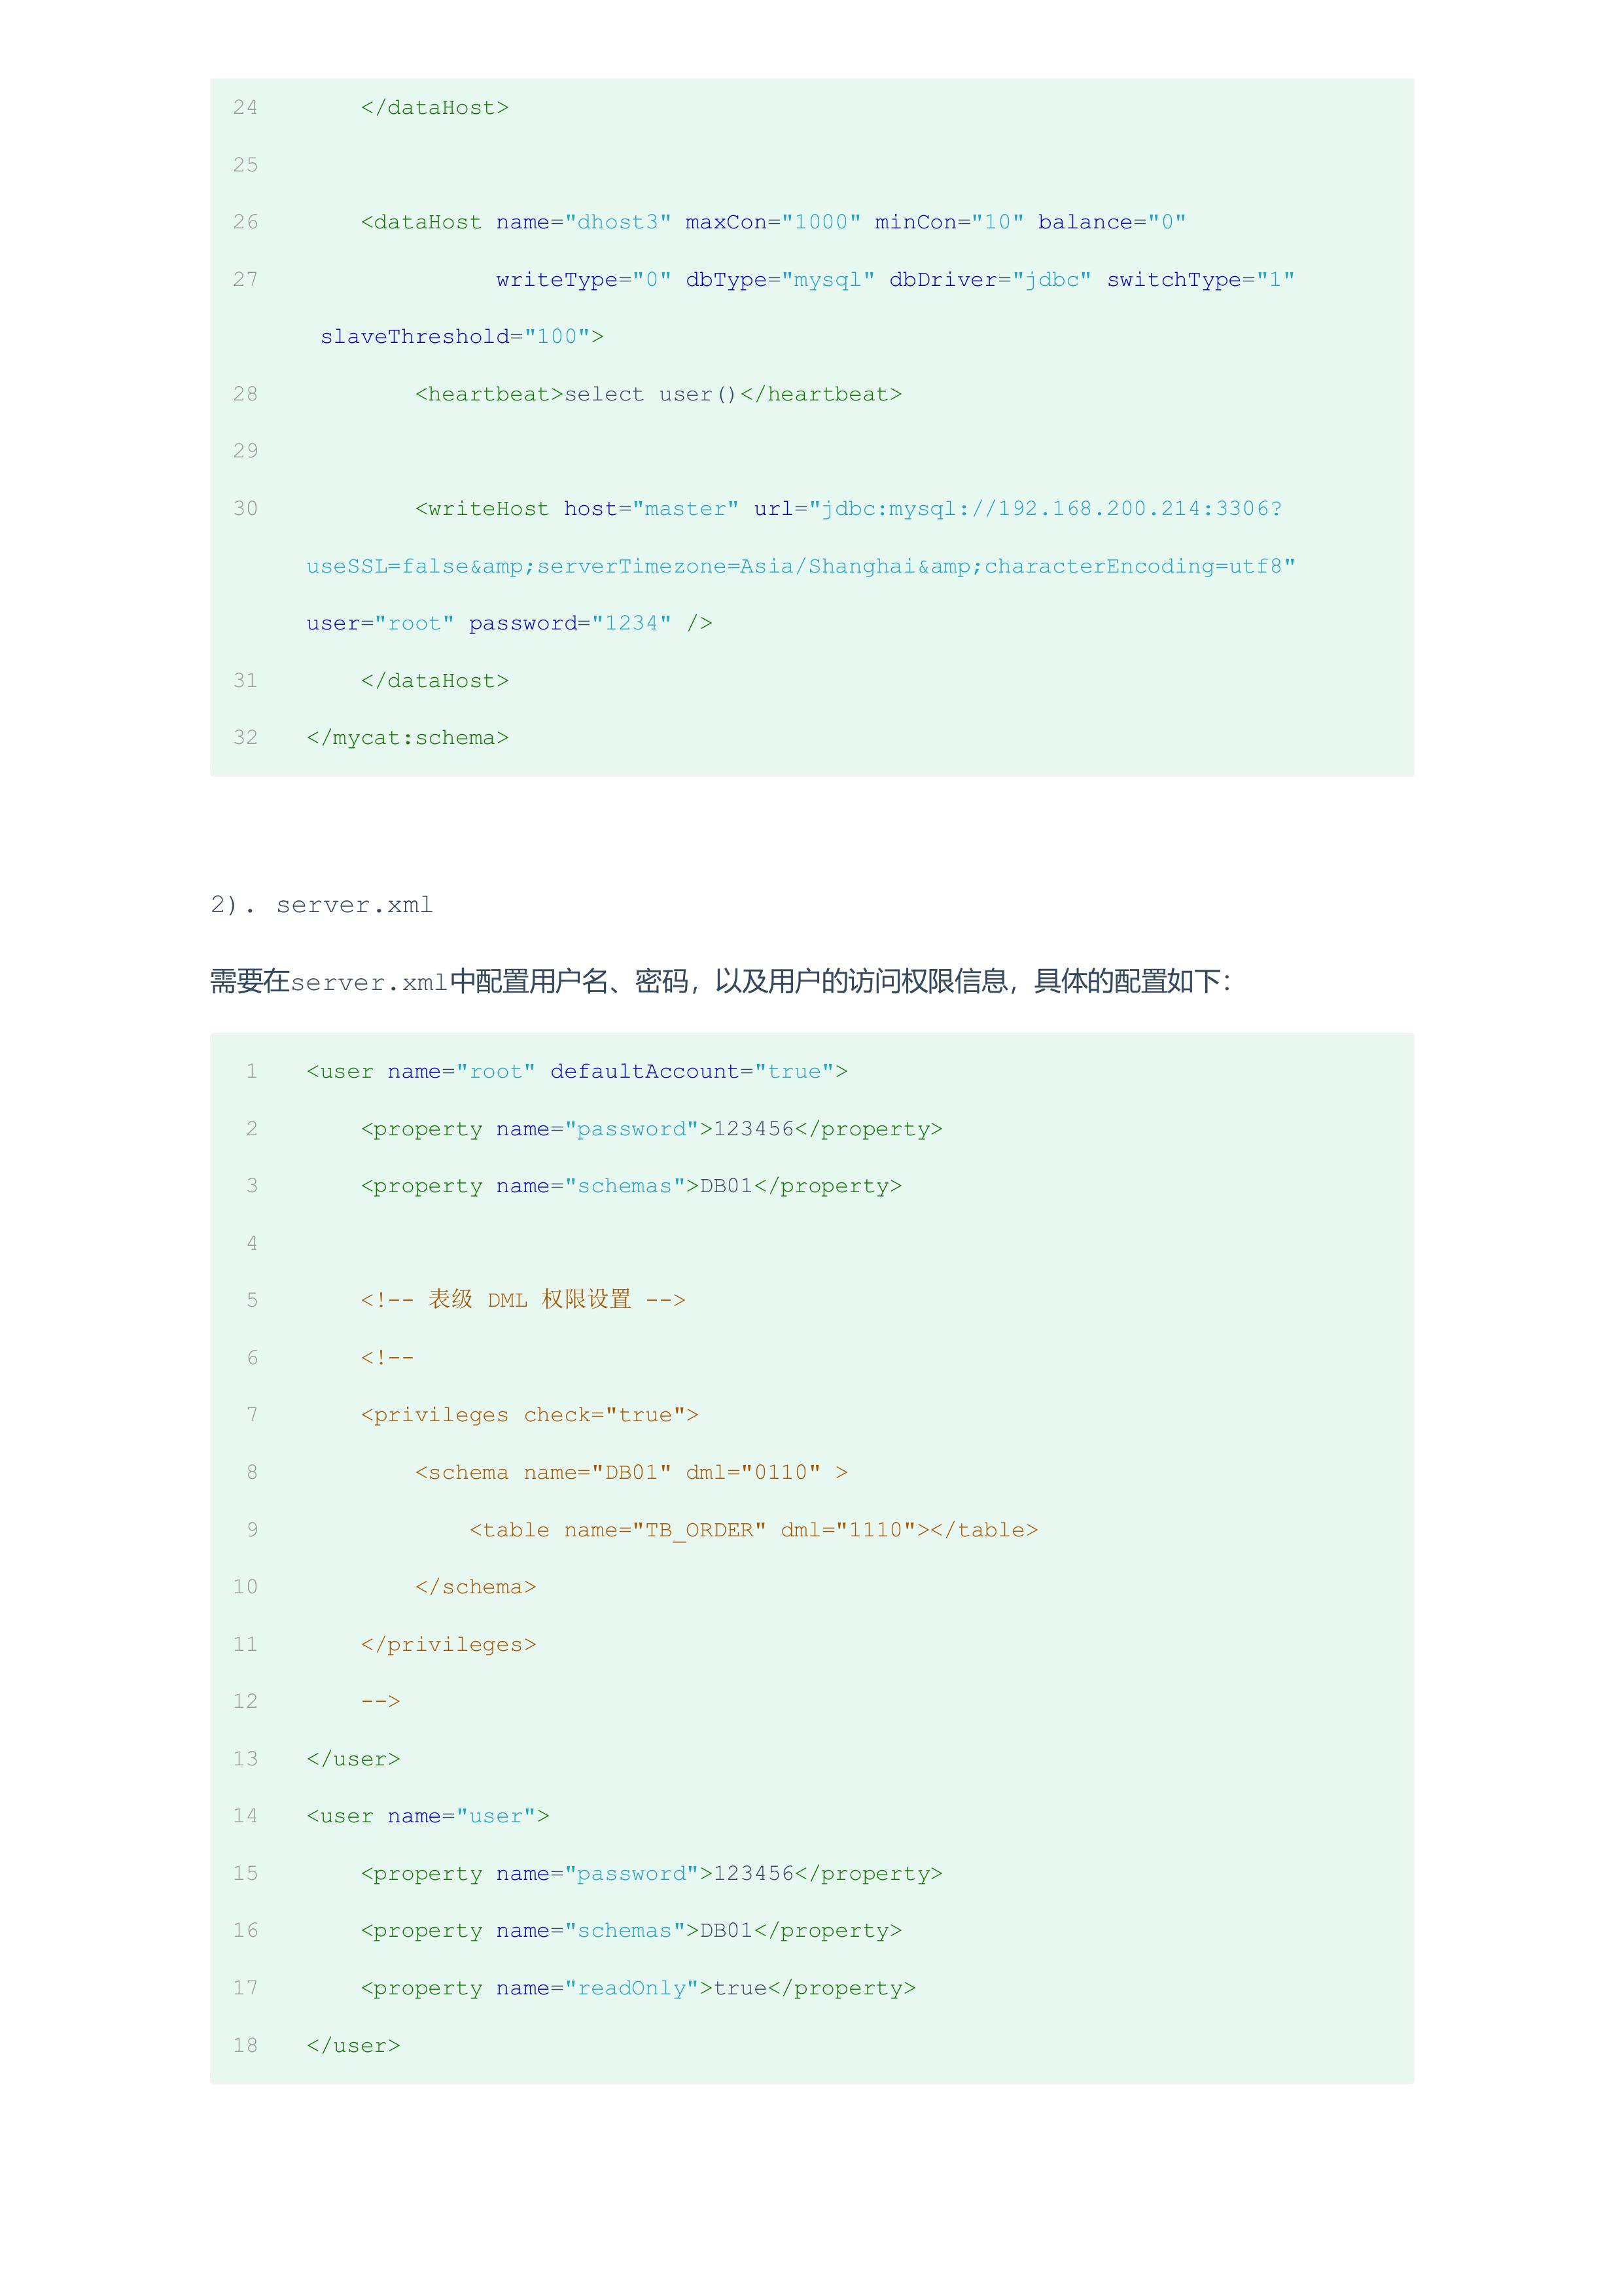 24 </dataHost>
25
26 <dataHost name="dhost3" maxCon="1000" minCon="10" balance="0"
27 writeType="0" dbType="mysql" dbDriver="jdbc" switchType="1"
slaveThreshold="100">
28 <heartbeat>select user()</heartbeat>
29
30 <writeHost host="master" url="jdbc:mysql://192.168.200.214:3306?
useSSL=false&amp;serverTimezone=Asia/Shanghai&amp;characterEncoding=utf8"
user="root" password="1234" />
31 </dataHost>
32 </mycat:schema>
2). server.xml
需要在server.xml中配置用户名、密码，以及用户的访问权限信息，具体的配置如下：
1 <user name="root" defaultAccount="true">
2 <property name="password">123456</property>
3 <property name="schemas">DB01</property>
4
5 <!-- 表级 DML 权限设置 -->
6 <!--
7 <privileges check="true">
8 <schema name="DB01" dml="0110" >
9 <table name="TB_ORDER" dml="1110"></table>
10 </schema>
11 </privileges>
12 -->
13 </user>
14 <user name="user">
15 <property name="password">123456</property>
16 <property name="schemas">DB01</property>
17 <property name="readOnly">true</property>
18 </user>